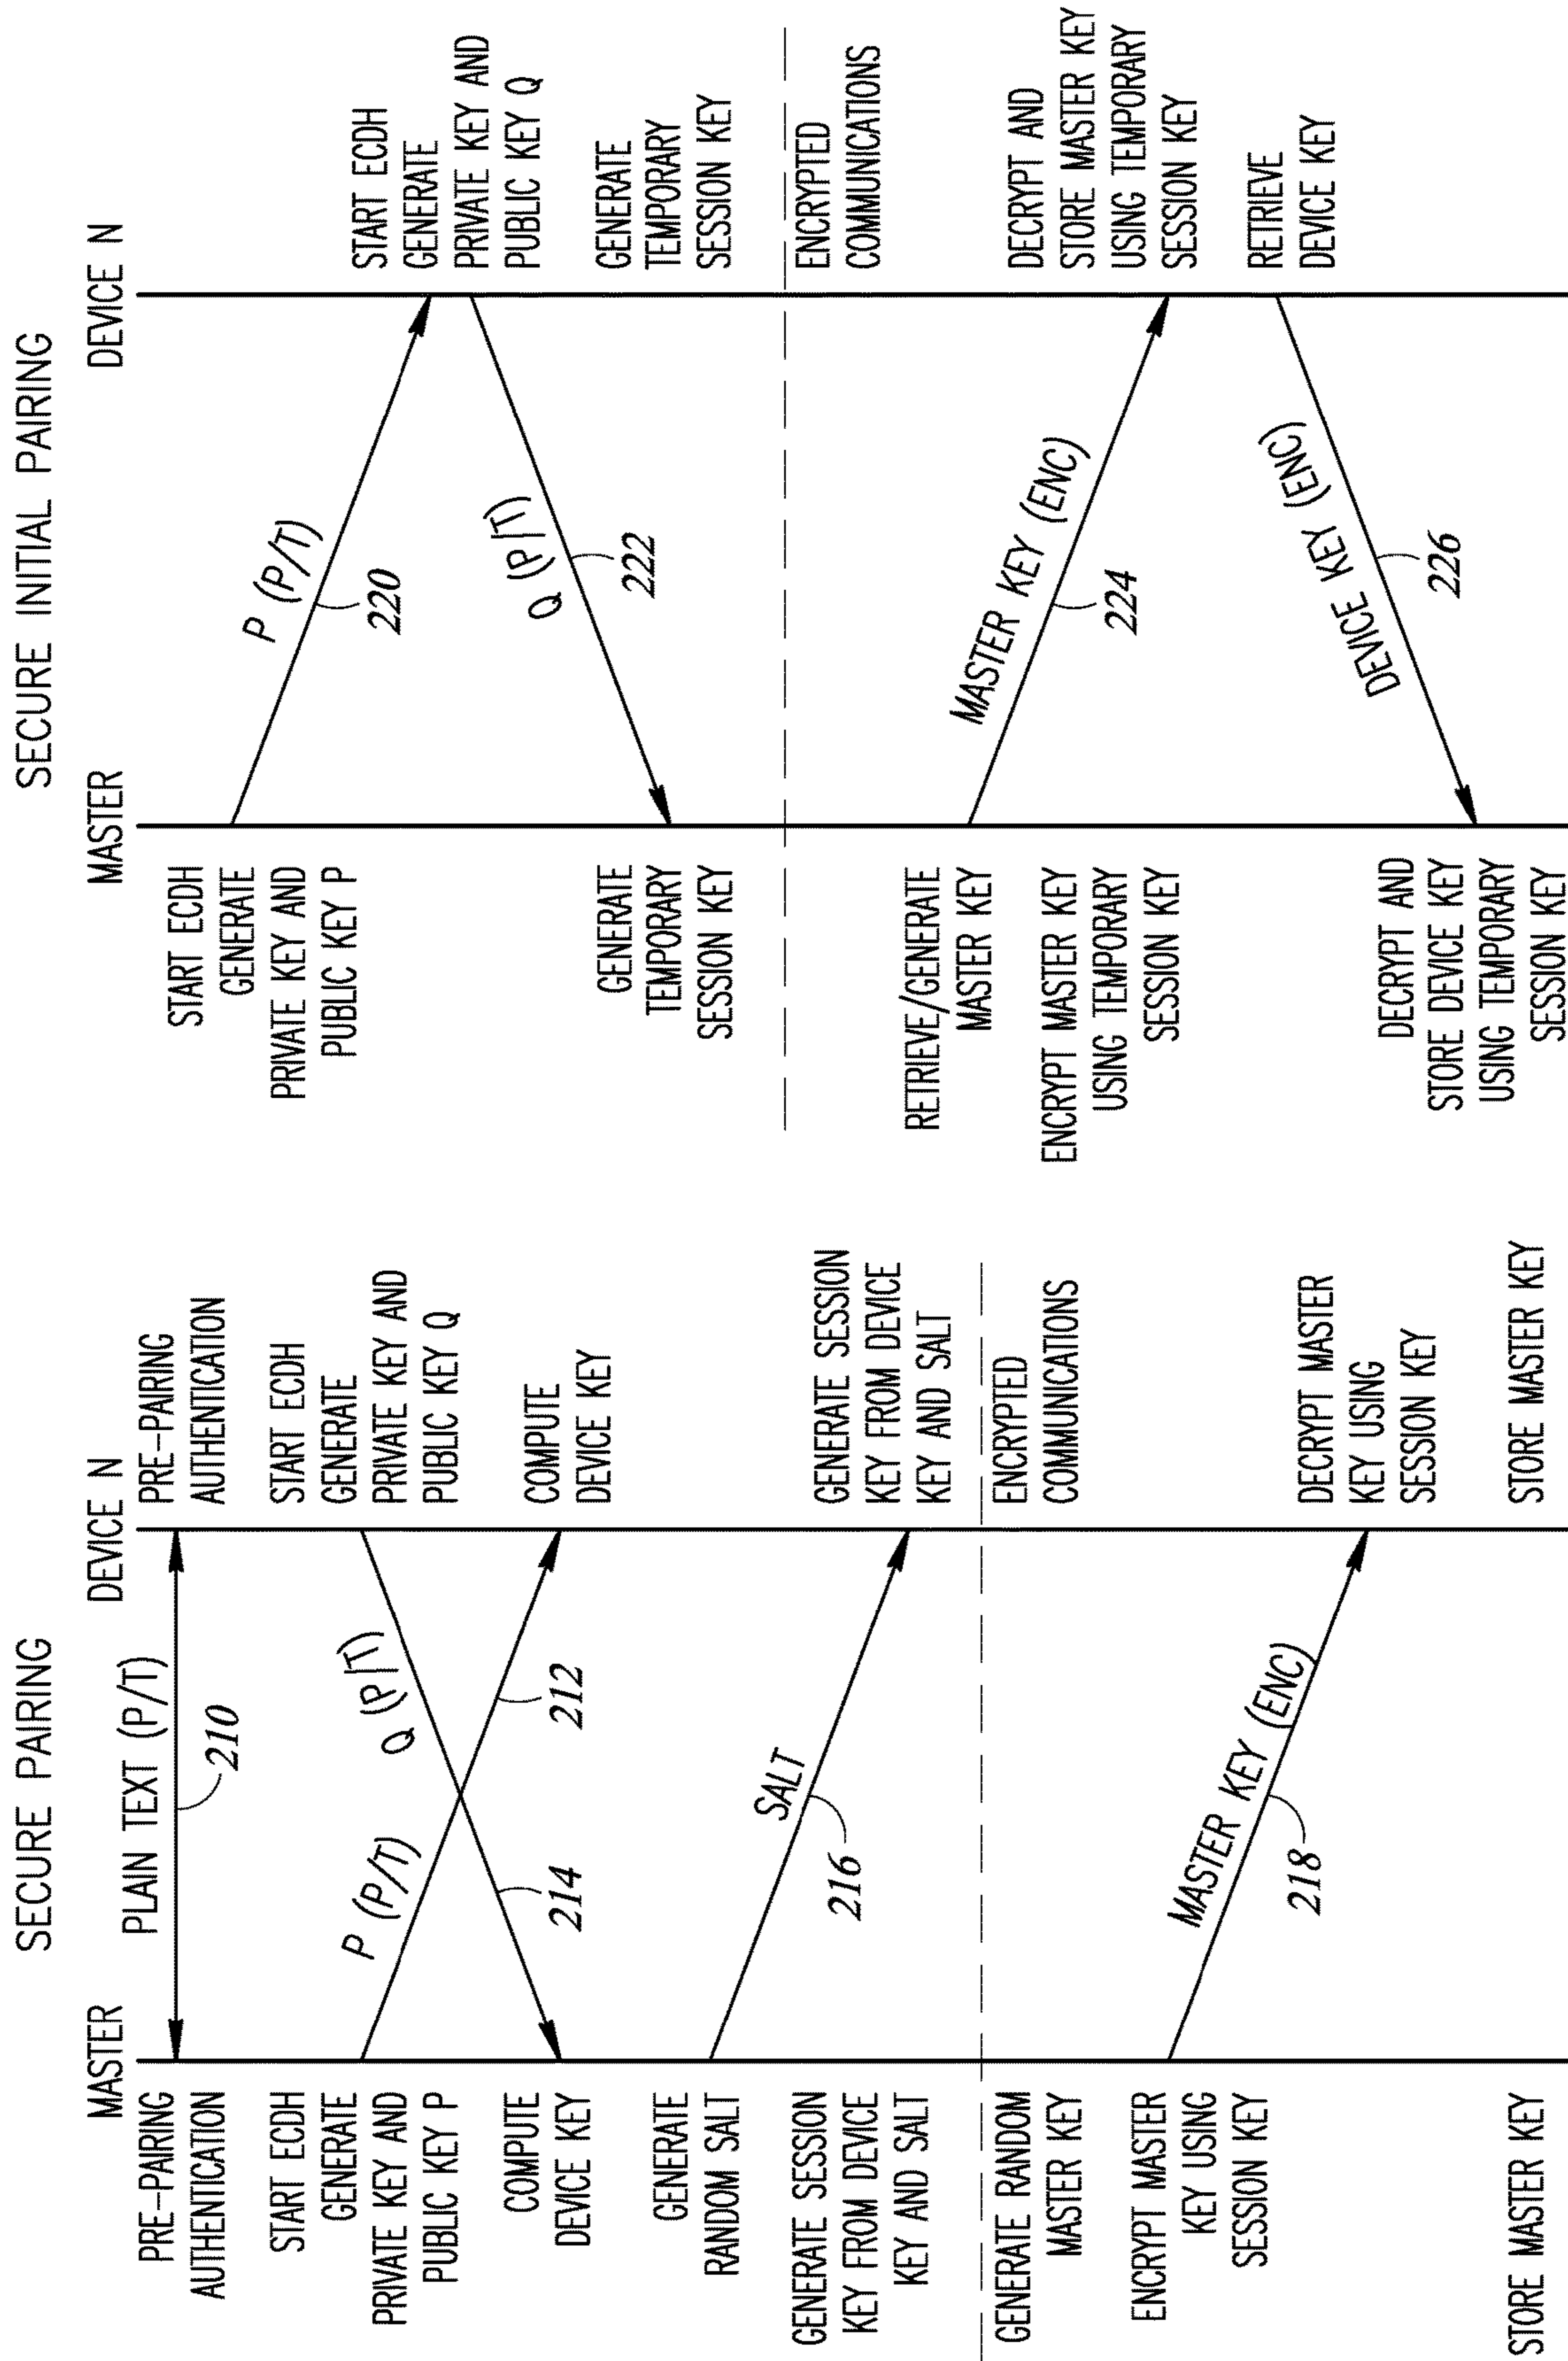 SECURE PAIRING
MASTER
DEVICE N
PRE-PAIRING
AUTHENTICATION
PLAIN TEXT (P/T)
210
PRE-PAIRING
AUTHENTICATION
START ECDH
GENERATE
PRIVATE KEY AND
PUBLIC KEY P
START ECDH
GENERATE
PRIVATE KEY AND
PUBLIC KEY Q
P (P/T)
Q (P/T)
214
212
COMPUTE
DEVICE KEY
COMPUTE
DEVICE KEY
GENERATE
RANDOM SALT
SALT
216
GENERATE SESSION
KEY FROM DEVICE
KEY AND SALT
GENERATE SESSION
KEY FROM DEVICE
KEY AND SALT
GENERATE RANDOM
MASTER KEY
ENCRYPTED
COMMUNICATIONS
ENCRYPT MASTER
KEY USING
SESSION KEY
MASTER KEY (ENC)
218
DECRYPT MASTER
KEY USING
SESSION KEY
STORE MASTER KEY
STORE MASTER KEY
SECURE INITIAL PAIRING
MASTER
DEVICE N
START ECDH
GENERATE
PRIVATE KEY AND
PUBLIC KEY P
P (P/T)
220
START ECDH
GENERATE
PRIVATE KEY AND
PUBLIC KEY Q
Q (P/T)
222
GENERATE
TEMPORARY
SESSION KEY
GENERATE
TEMPORARY
SESSION KEY
ENCRYPTED
COMMUNICATIONS
RETRIEVE/GENERATE
MASTER KEY
ENCRYPT MASTER KEY
USING TEMPORARY
SESSION KEY
MASTER KEY (ENC)
224
DECRYPT AND
STORE MASTER KEY
USING TEMPORARY
SESSION KEY
RETRIEVE
DEVICE KEY
DEVICE KEY (ENC)
226
DECRYPT AND
STORE DEVICE KEY
USING TEMPORARY
SESSION KEY